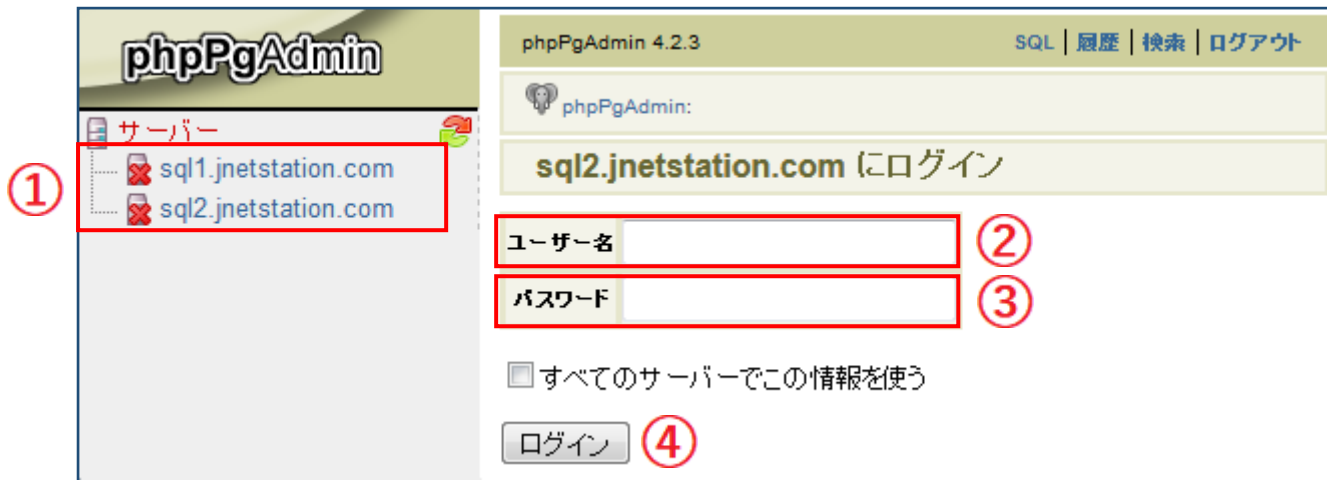 phpPgAdmin
サーバー
① sql1.jnetstation.com
sql2.jnetstation.com
phpPgAdmin 4.2.3 SQL | 履歴 | 検索 | ログアウト
phpPgAdmin:
sql2.jnetstation.com にログイン
ユーザー名 ②
パスワード ③
すべてのサーバーでこの情報を使う
ログイン ④